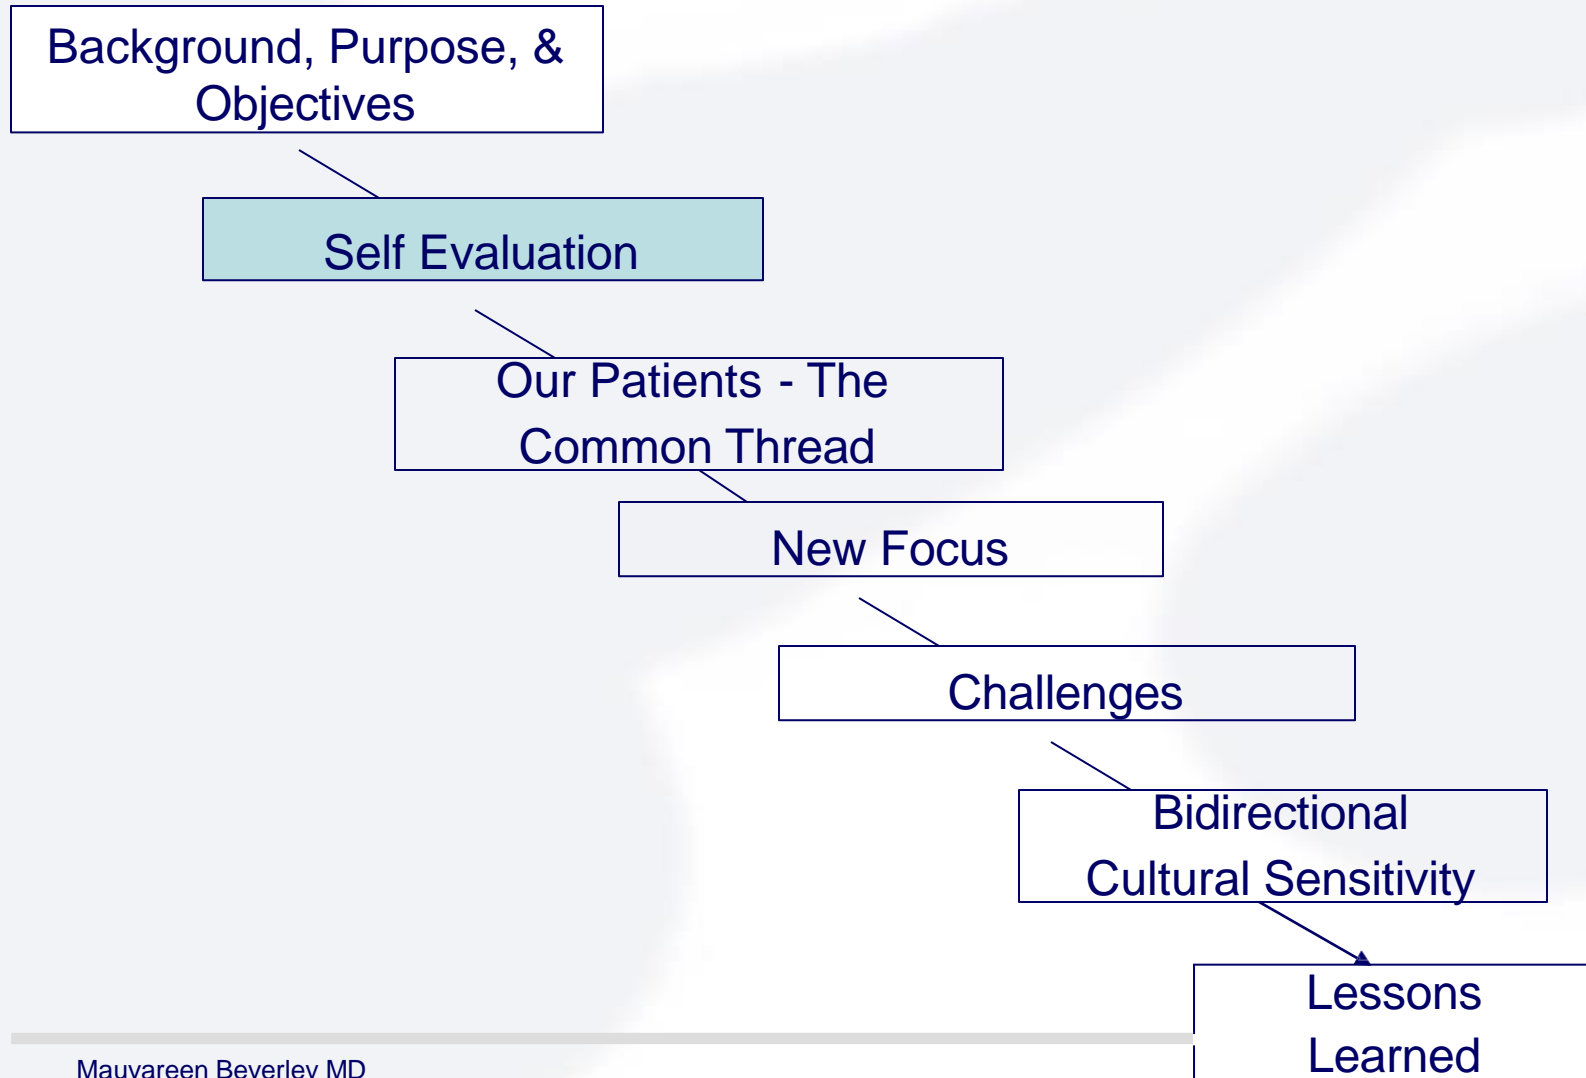 Background, Purpose, &
Objectives
Self Evaluation
Our Patients - The
Common Thread
New Focus
Challenges
Bidirectional
Cultural Sensitivity
Lessons
Learned
Mauvareen Beverley MD